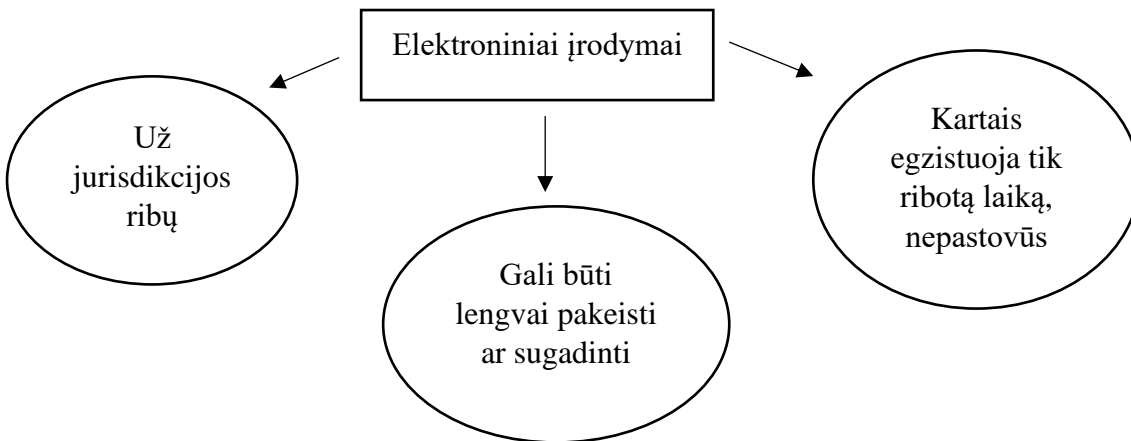 Elektroniniai įrodymai
Už
jurisdikcijos
ribų
Gali būti
lengvai pakeisti
ar sugadinti
Kartais
egzistuoja tik
ribotą laiką,
nepastovūs